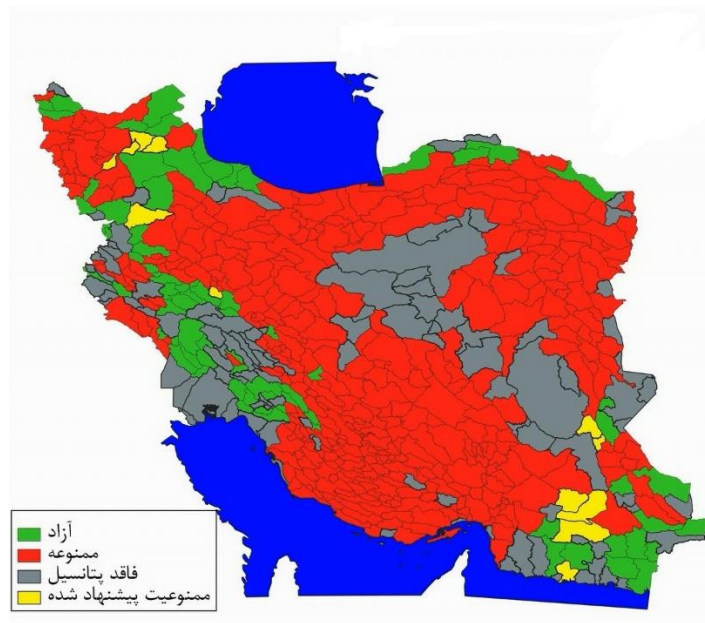 آزاد
ممنوعه
فاقد پتانسیل
ممنوعیت پیشنهاد شده